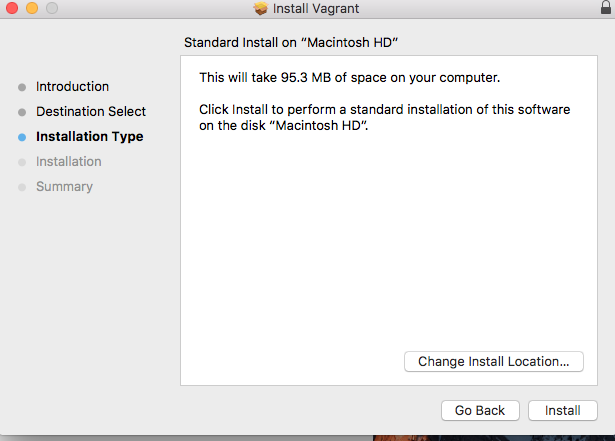 Install Vagrant
Standard Install on “Macintosh HD”
Introduction
Destination Select
Installation Type
Installation
Summary
This will take 95.3 MB of space on your computer.
Click Install to perform a standard installation of this software
on the disk “Macintosh HD”.
Change Install Location...
Go Back
Install